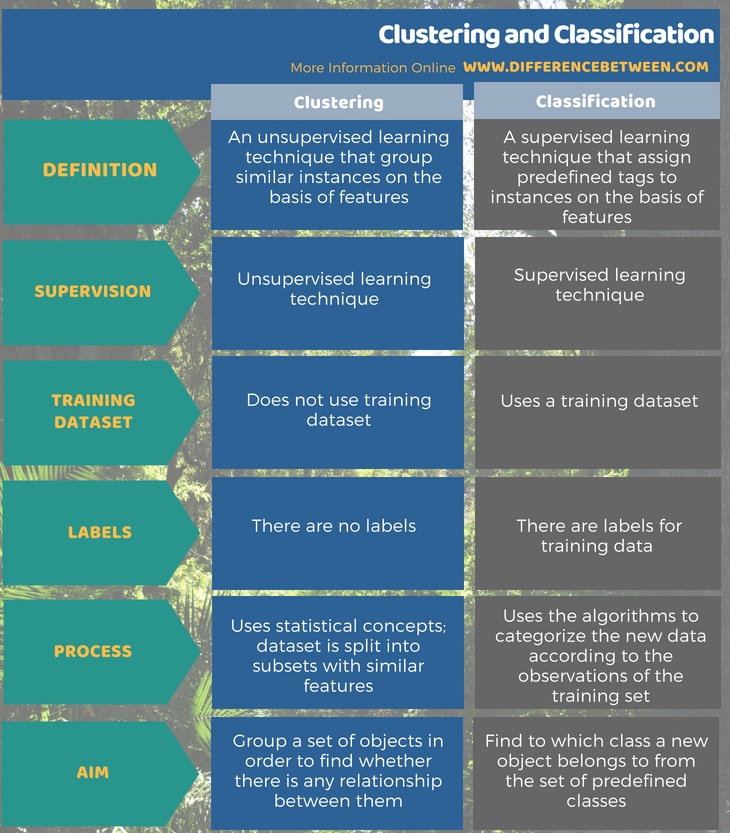 Clustering and Classification
More Information Online WWW.DIFFERENCEBETWEEN.COM
Clustering
Classification
DEFINITION
An unsupervised learning
technique that group
similar instances on the
basis of features
A supervised learning
technique that assign
predefined tags to
instances on the basis of
features
SUPERVISION
Unsupervised learning
technique
Supervised learning
technique
TRAINING
DATASET
Does not use training
dataset
Uses a training dataset
LABELS
There are no labels
There are labels for
training data
PROCESS
Uses statistical concepts;
dataset is split into
subsets with similar
features
Uses the algorithms to
categorize the new data
according to the
observations of the
training set
AIM
Group a set of objects in
order to find whether
there is any relationship
between them
Find to which class a new
object belongs to from
the set of predefined
classes